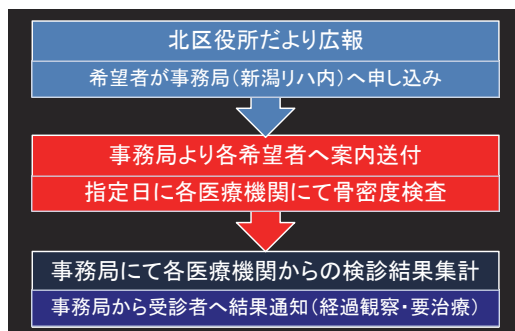 北区役所だより広報
希望者が事務局(新潟リハ内)へ申し込み
事務局より各希望者へ案内送付
指定日に各医療機関にて骨密度検査
事務局にて各医療機関からの検診結果集計
事務局から受診者へ結果通知(経過観察・要治療)